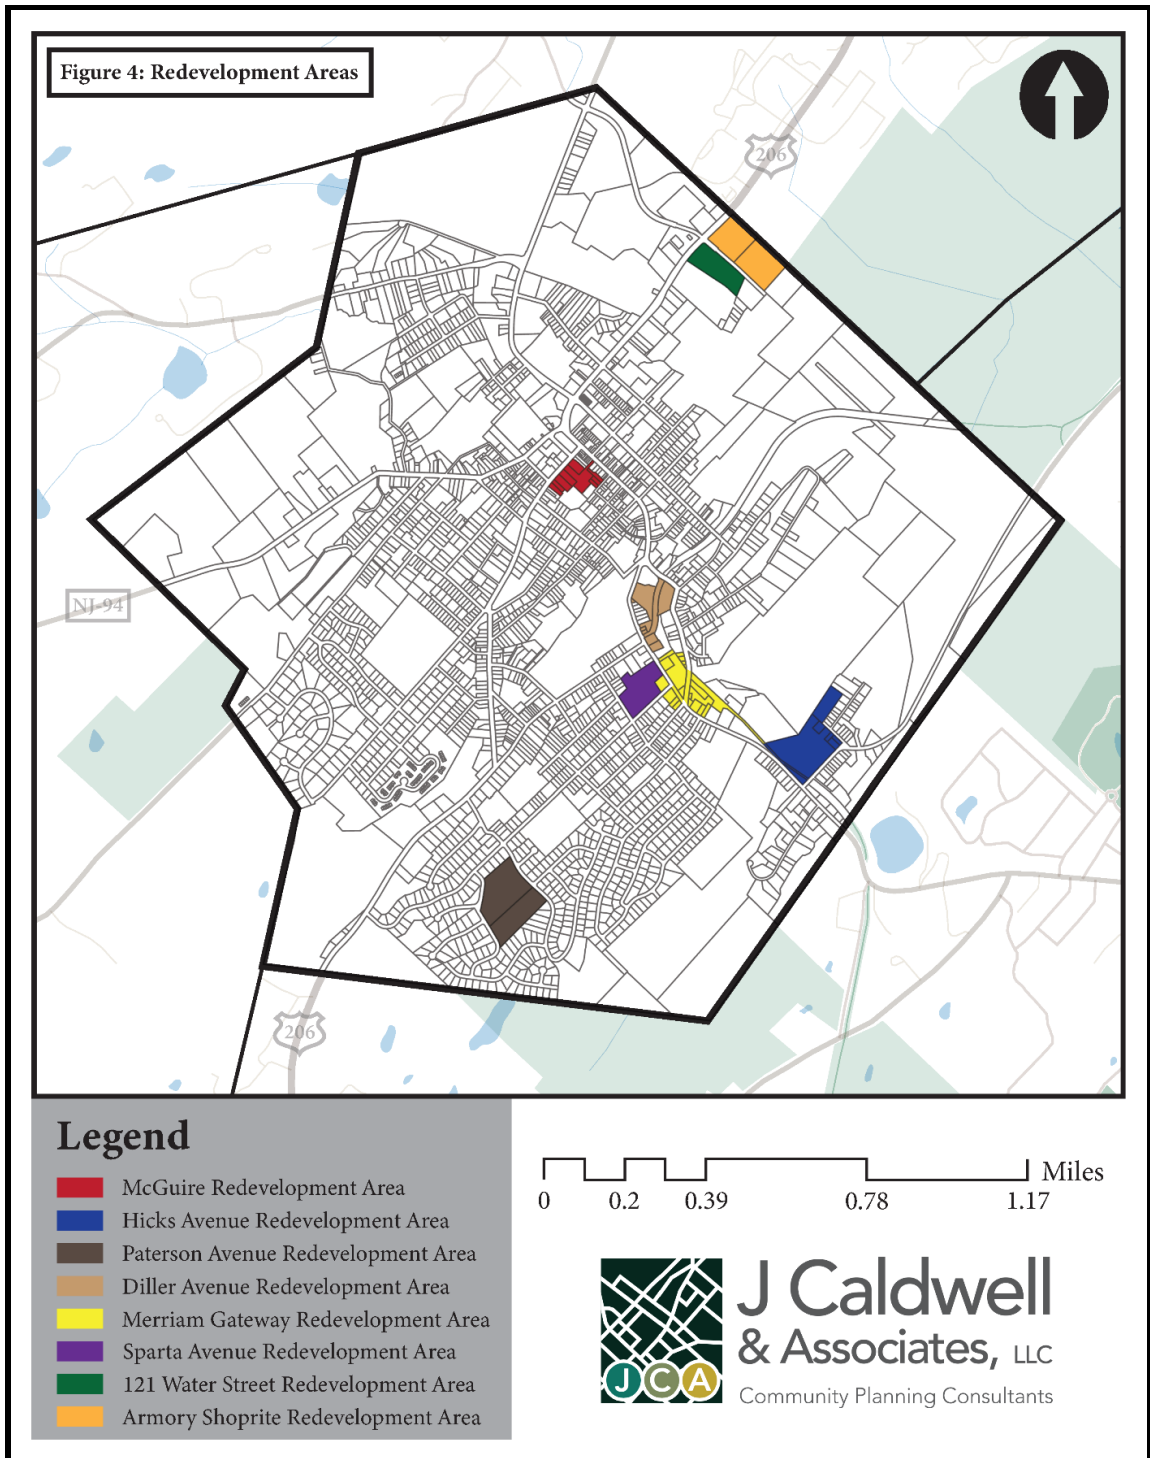 Figure 4: Redevelopment Areas
206
NJ-94
206
Legend
McGuire Redevelopment Area
Hicks Avenue Redevelopment Area
Paterson Avenue Redevelopment Area
Diller Avenue Redevelopment Area
Merriam Gateway Redevelopment Area
Sparta Avenue Redevelopment Area
121 Water Street Redevelopment Area
Armory Shoprite Redevelopment Area
Miles
0 0.2 0.39 0.78 1.17
J Caldwell
& Associates, LLC
JCA
Community Planning Consultants